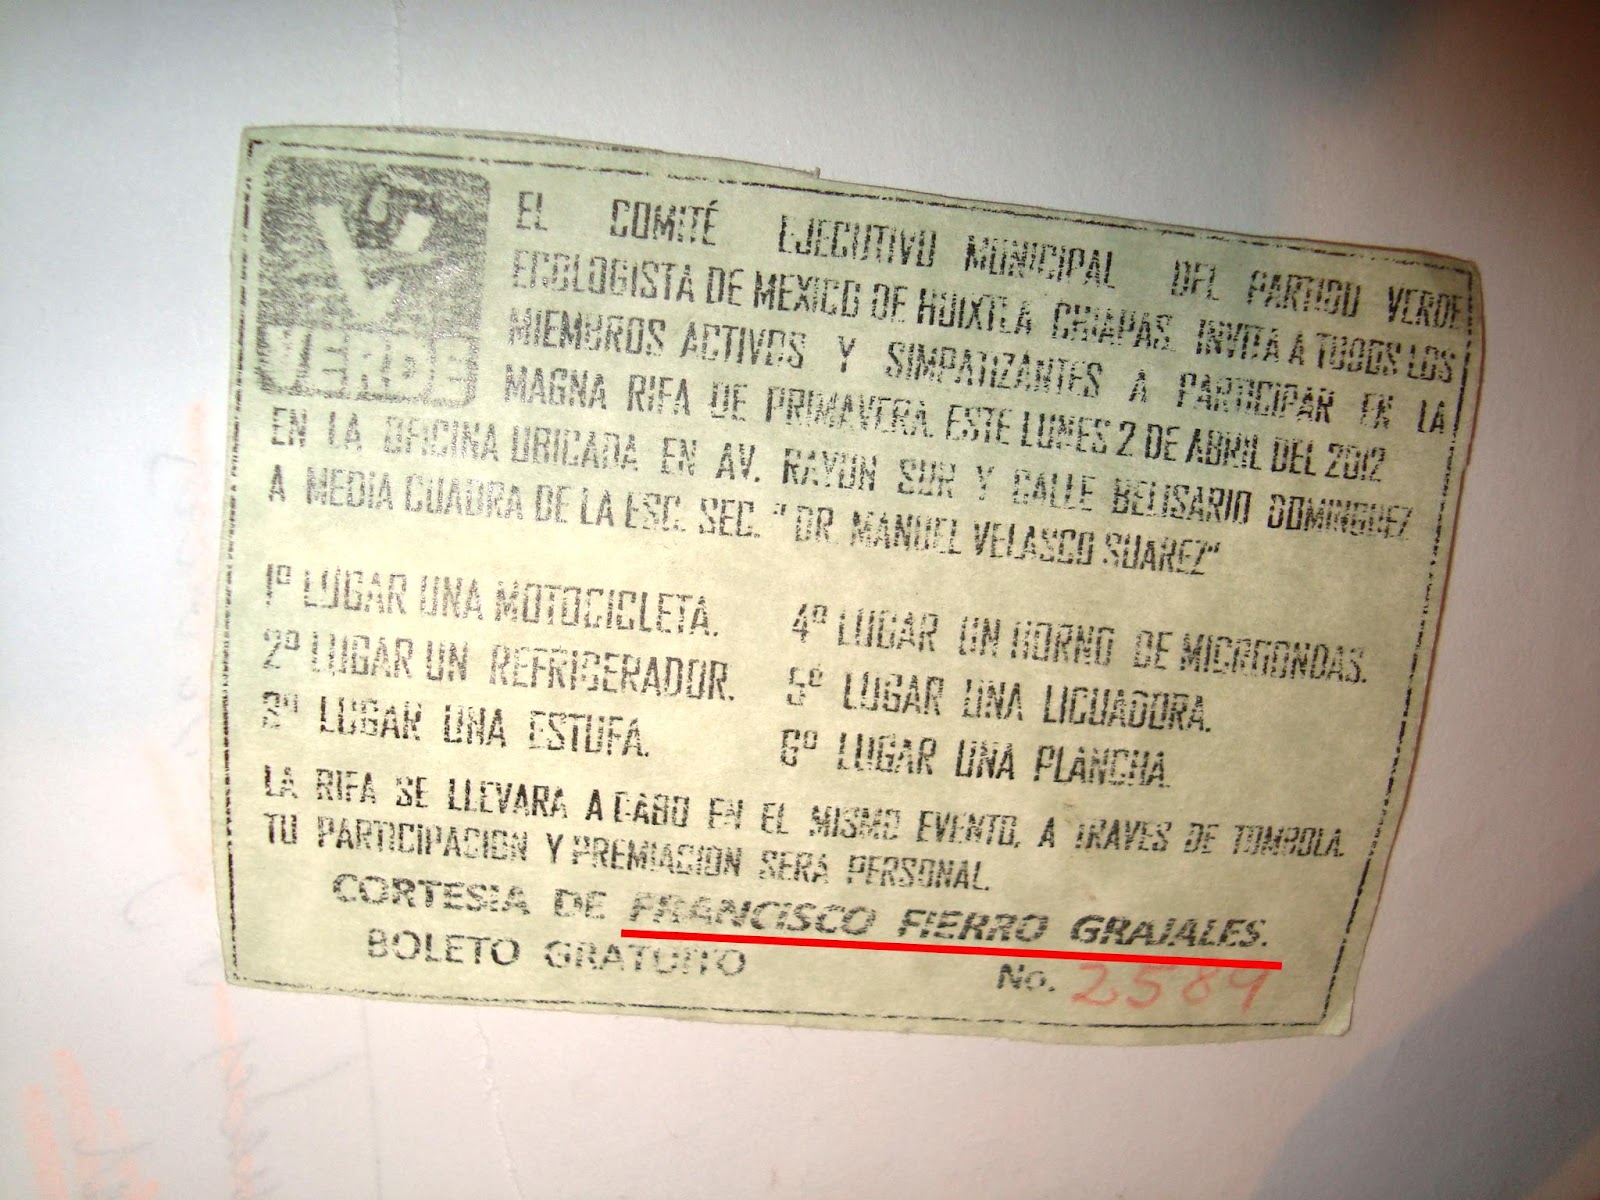 VERDE
EL COMITÉ EJECUTIVO MUNICIPAL DEL PARTIDO VERDE
ECOLOGISTA DE MEXICO DE HUIXTLA CHIAPAS. INVITA A TODOS LOS
MIEMBROS ACTIVOS Y SIMPATIZANTES A PARTICIPAR EN LA
MAGNA RIFA DE PRIMAVERA. ESTE LUNES 2 DE ABRIL DEL 2012
EN LA OFICINA UBICADA EN AV. RAYON SUR Y CALLE BELISARIO DOMINGUEZ
A MEDIA CUADRA DE LA ESC. SEC. "DR. MANUEL VELASCO SUAREZ"
1º LUGAR UNA MOTOCICLETA.
2º LUGAR UN REFRIGERADOR.
3º LUGAR UNA ESTUFA.
4º LUGAR UN HORNO DE MICROONDAS.
5º LUGAR UNA LICUADORA.
6º LUGAR UNA PLANCHA.
LA RIFA SE LLEVARA A CABO EN EL MISMO EVENTO, A TRAVES DE TOMBOLA.
TU PARTICIPACION Y PREMIACION SERA PERSONAL.
CORTESIA DE FRANCISCO FIERRO GRAJALES.
BOLETO GRATUITO No. 2589